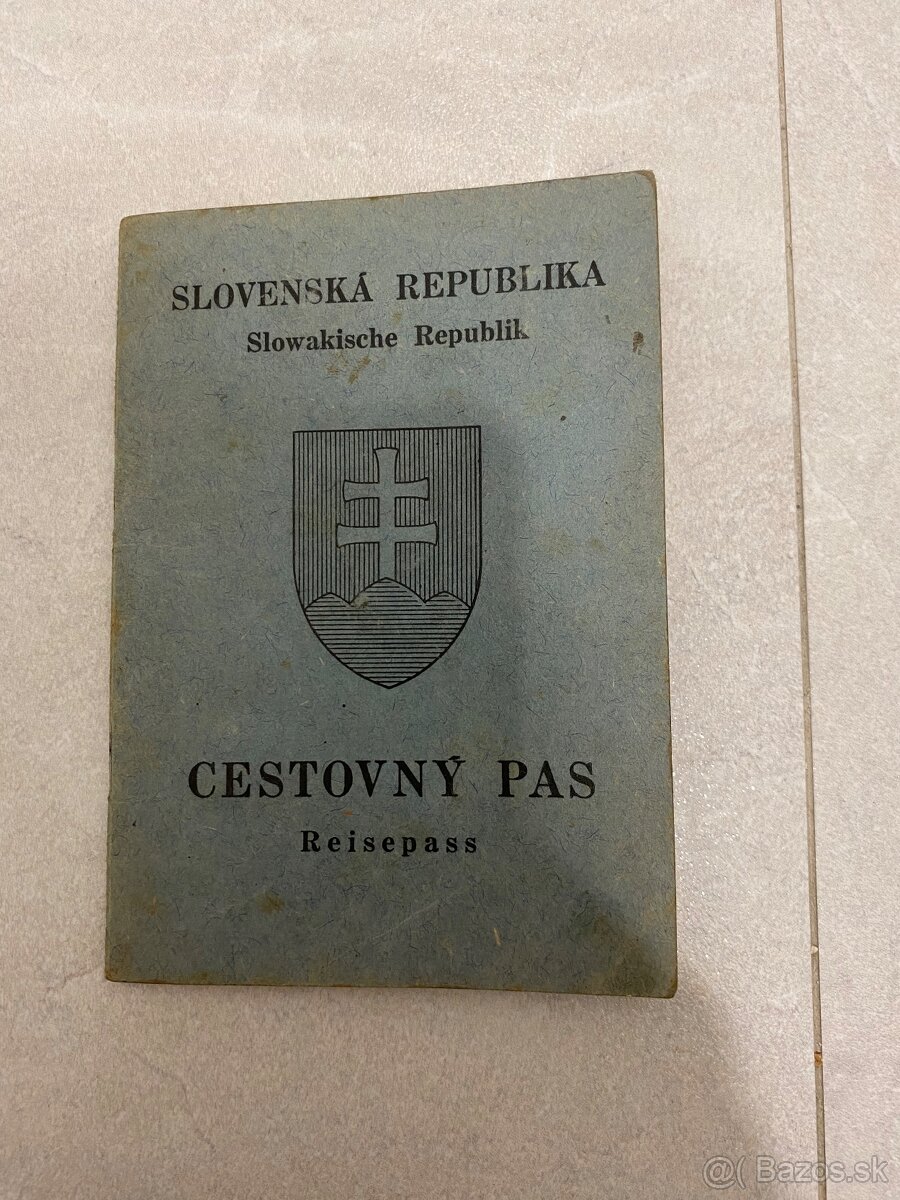 SLOVENSKÁ REPUBLIKA
Slowakische Republik
CESTOVNÝ PAS
Reisepass
@( Bazos.sk